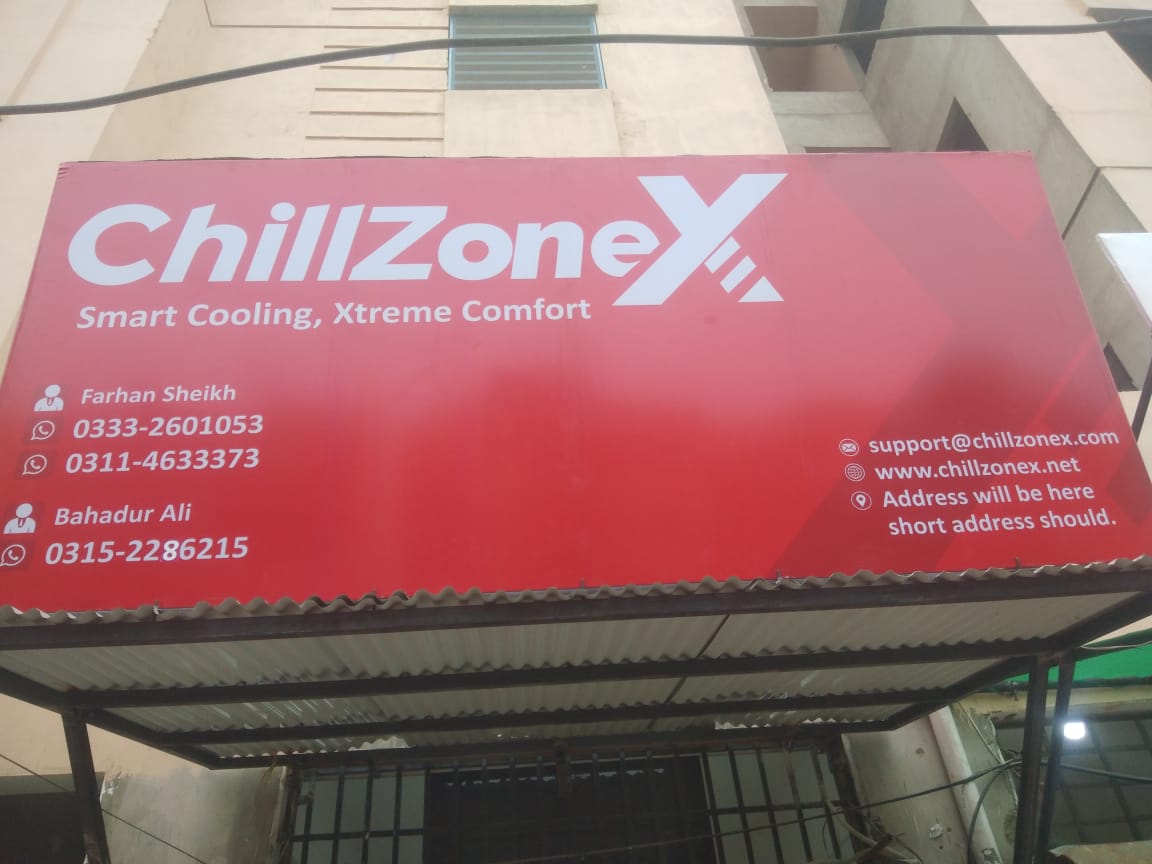 ChillZoneX
Smart Cooling, Xtreme Comfort
Farhan Sheikh
0333-2601053
0311-4633373
Bahadur Ali
0315-2286215
support@chillzonex.com
www.chillzonex.net
Address will be here
short address should.